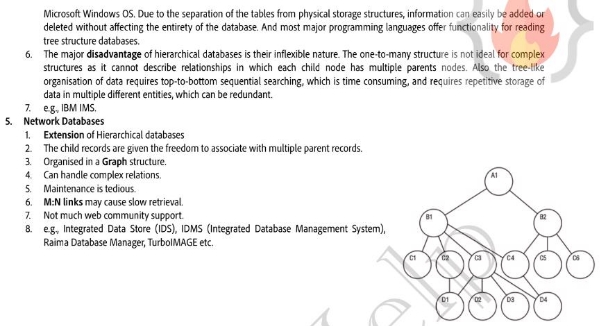 Microsoft Windows OS. Due to the separation of the tables from physical storage structures, information can easily be added or
deleted without affecting the entirety of the database. And most major programming languages offer functionality for reading
tree structure databases.
6. The major disadvantage of hierarchical databases is their inflexible nature. The one-to-many structure is not ideal for complex
structures as it cannot describe relationships in which each child node has multiple parents nodes. Also the tree-like
organisation of data requires top-to-bottom sequential searching, which is time consuming, and requires repetitive storage of
data in multiple different entities, which can be redundant.
7. e.g., IBM IMS.
5. Network Databases
1. Extension of Hierarchical databases
2. The child records are given the freedom to associate with multiple parent records.
3. Organised in a Graph structure.
4. Can handle complex relations.
5. Maintenance is tedious.
6. M:N links may cause slow retrieval.
7. Not much web community support.
8. e.g., Integrated Data Store (IDS), IDMS (Integrated Database Management System),
Raima Database Manager, TurboIMAGE etc.
A1
B1 B2
C1 C2 C3 C4 C5 C6
D1 D2 D3 D4